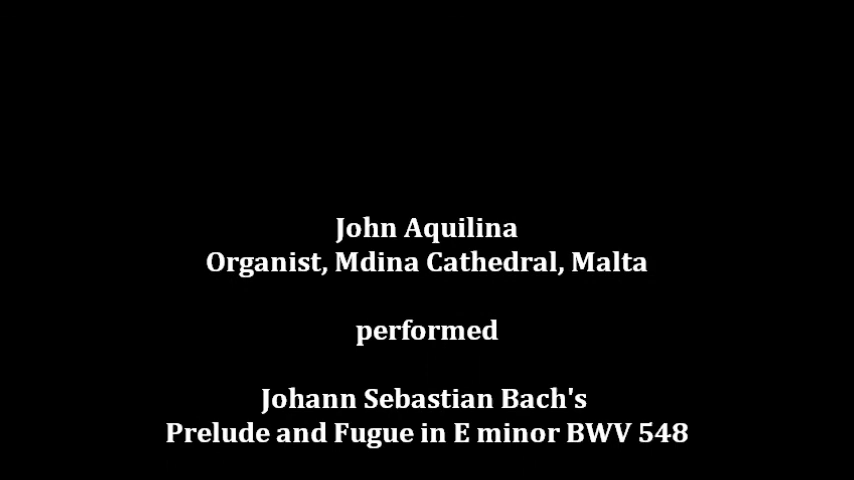 John Aquilina
Organist, Mdina Cathedral, Malta
performed
Johann Sebastian Bach's
Prelude and Fugue in E minor BWV 548